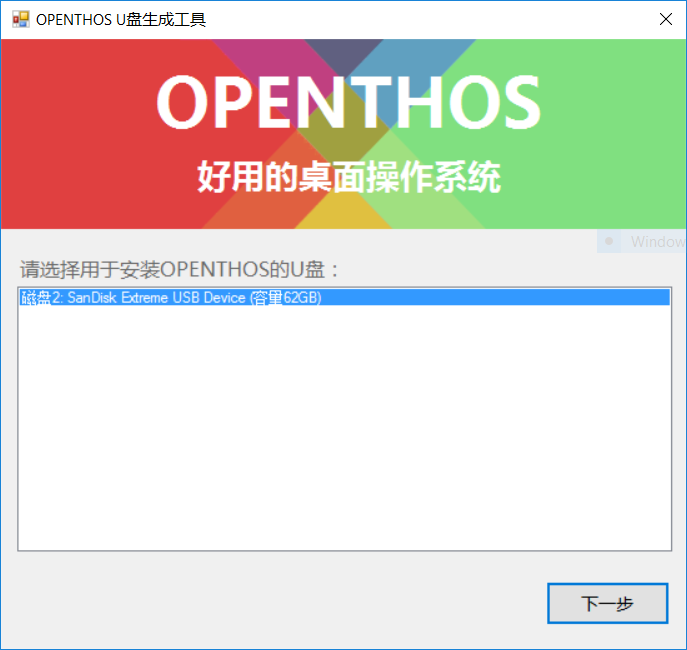 OPENTHOS U盘生成工具
OPENTHOS
好用的桌面操作系统
Window
请选择用于安装OPENTHOS的U盘：
磁盘2: SanDisk Extreme USB Device (容量62GB)
下一步